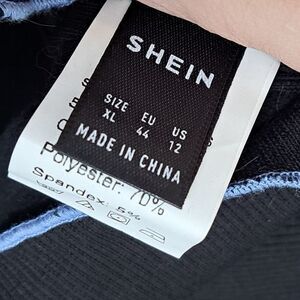 SHEIN
SIZE EU US
XL 44 12
MADE IN CHINA
Polyester: 70%
Spandex: 5%